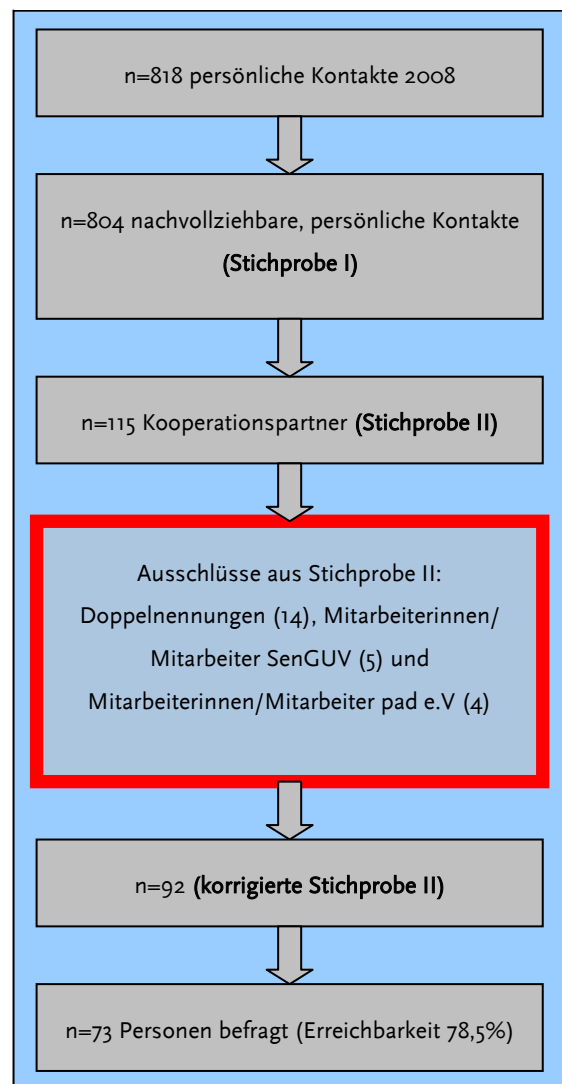 n=818 persönliche Kontakte 2008
n=804 nachvollziehbare, persönliche Kontakte
(Stichprobe I)
n=115 Kooperationspartner (Stichprobe II)
Ausschlüsse aus Stichprobe II:
Doppelnennungen (14), Mitarbeiterinnen/
Mitarbeiter SenGUV (5) und
Mitarbeiterinnen/Mitarbeiter pad e.V (4)
n=92 (korrigierte Stichprobe II)
n=73 Personen befragt (Erreichbarkeit 78,5%)